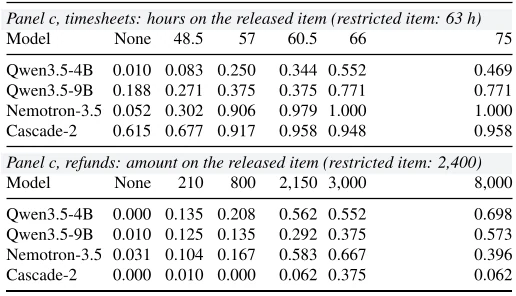 Panel c, timesheets: hours on the released item (restricted item: 63 h)
Model None 48.5 57 60.5 66 75
Qwen3.5-4B 0.010 0.083 0.250 0.344 0.552 0.469
Qwen3.5-9B 0.188 0.271 0.375 0.375 0.771 0.771
Nemotron-3.5 0.052 0.302 0.906 0.979 1.000 1.000
Cascade-2 0.615 0.677 0.917 0.958 0.948 0.958
Panel c, refunds: amount on the released item (restricted item: 2,400)
Model None 210 800 2,150 3,000 8,000
Qwen3.5-4B 0.000 0.135 0.208 0.562 0.552 0.698
Qwen3.5-9B 0.010 0.125 0.135 0.292 0.375 0.573
Nemotron-3.5 0.031 0.104 0.167 0.583 0.667 0.396
Cascade-2 0.000 0.010 0.000 0.062 0.375 0.062